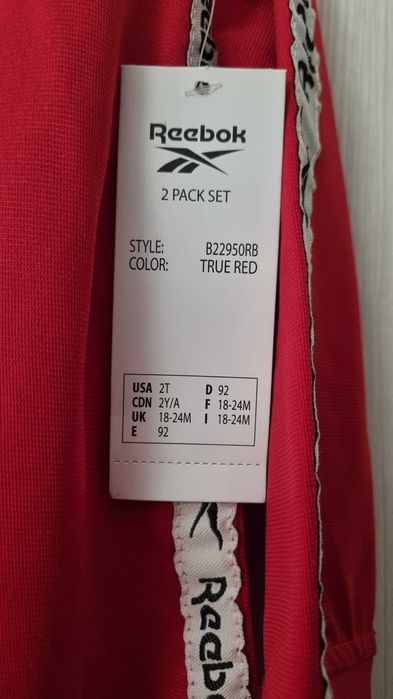 Reebok
2 PACK SET
STYLE: B22950RB
COLOR: TRUE RED
USA 2T D 92
CDN 2Y/A F 18-24M
UK 18-24M I 18-24M
E 92
Reebok